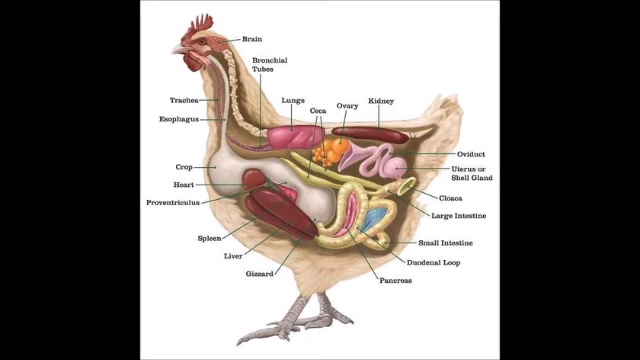 Brain
Bronchial
Tubes
Lungs
Ceca
Ovary
Kidney
Trachea
Esophagus
Crop
Heart
Proventriculus
Spleen
Liver
Gizzard
Oviduct
Uterus or
Shell Gland
Cloaca
Large Intestine
Small Intestine
Duodenal Loop
Pancreas